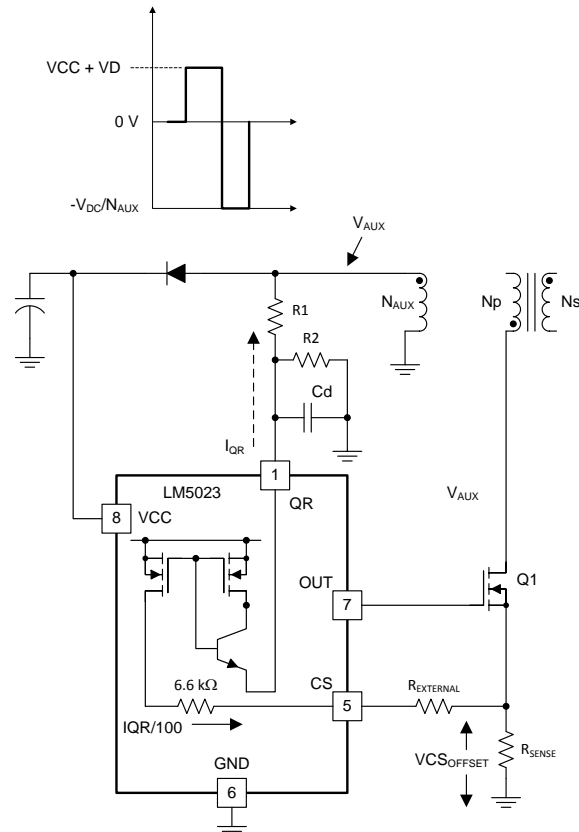 VCC + VD
0 V
-VDC/NAUX
VAUX
R1
NAUX
Np
Ns
R2
Cd
IQR
1
LM5023
QR
8
VCC
VAUX
OUT
7
Q1
6.6 kΩ
CS
5
REXTERNAL
IQR/100
VCSOFFSET
RSENSE
GND
6